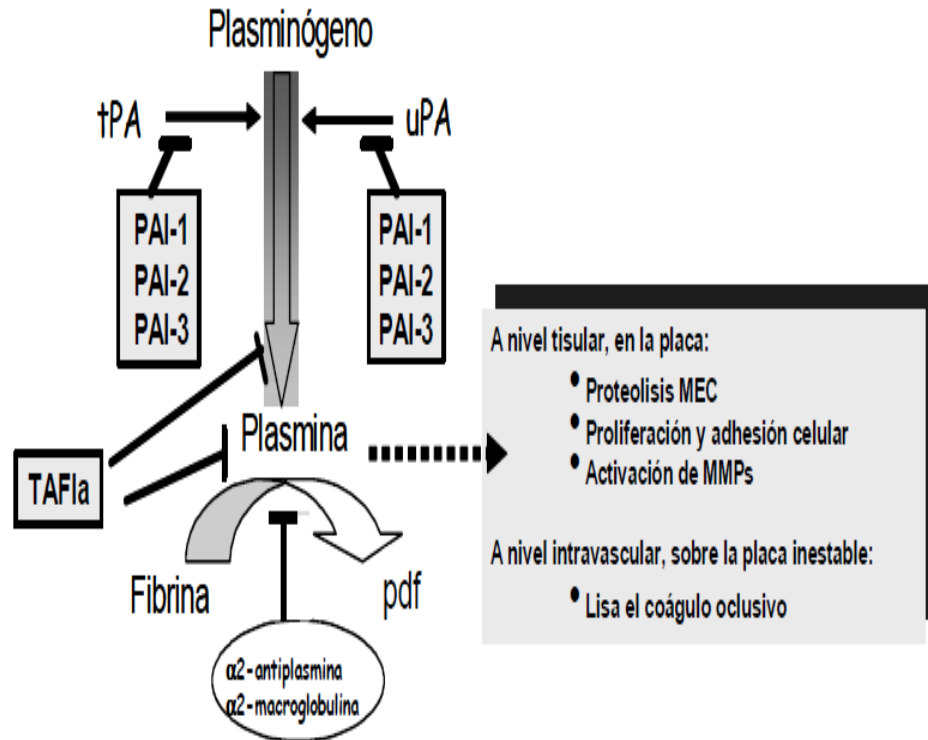 Plasminógeno
tPA
uPA
PAI-1
PAI-2
PAI-3
PAI-1
PAI-2
PAI-3
Plasmina
TAFIa
Fibrina
pdf
α2-antiplasmina
α2-macroglobulina
A nivel tisular, en la placa:
• Proteolisis MEC
• Proliferación y adhesión celular
• Activación de MMPs
A nivel intravascular, sobre la placa inestable:
• Lisa el coágulo oclusivo